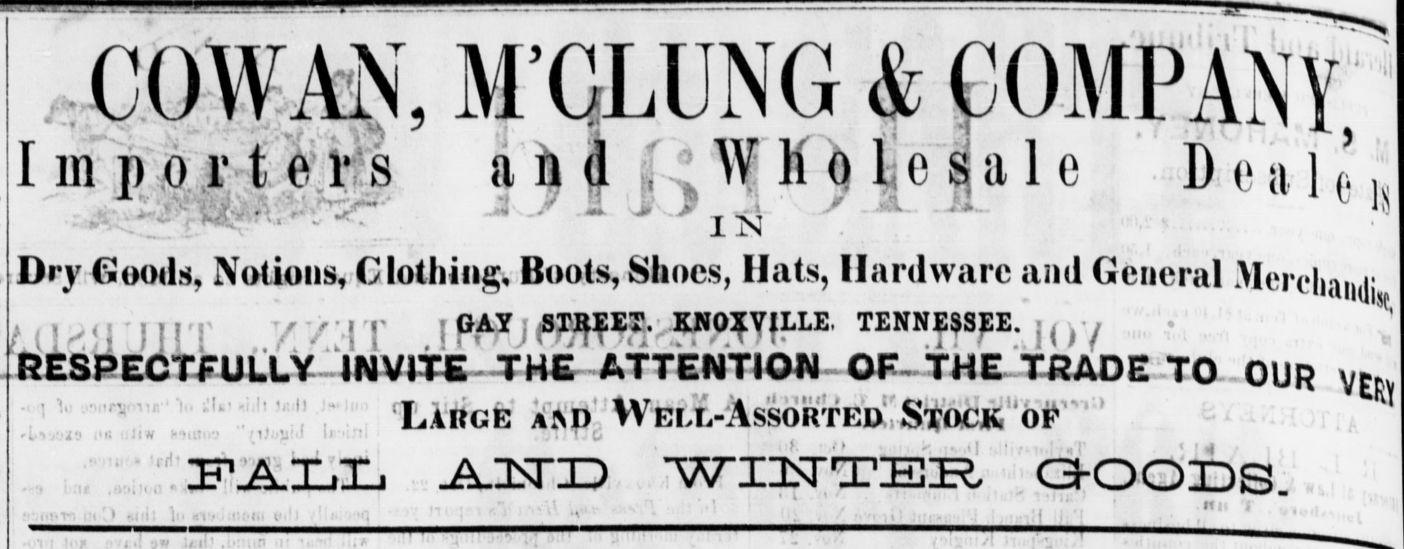 COWAN, M'CLUNG & COMPANY,
Importers and Wholesale Dealers
IN
Dry Goods, Notions, Clothing, Boots, Shoes, Hats, Hardware and General Merchandise,
GAY STREET. KNOXVILLE. TENNESSEE.
RESPECTFULLY INVITE THE ATTENTION OF THE TRADE TO OUR VERY
LARGE AND WELL-ASSORTED STOCK OF
FALL AND WINTER GOODS.